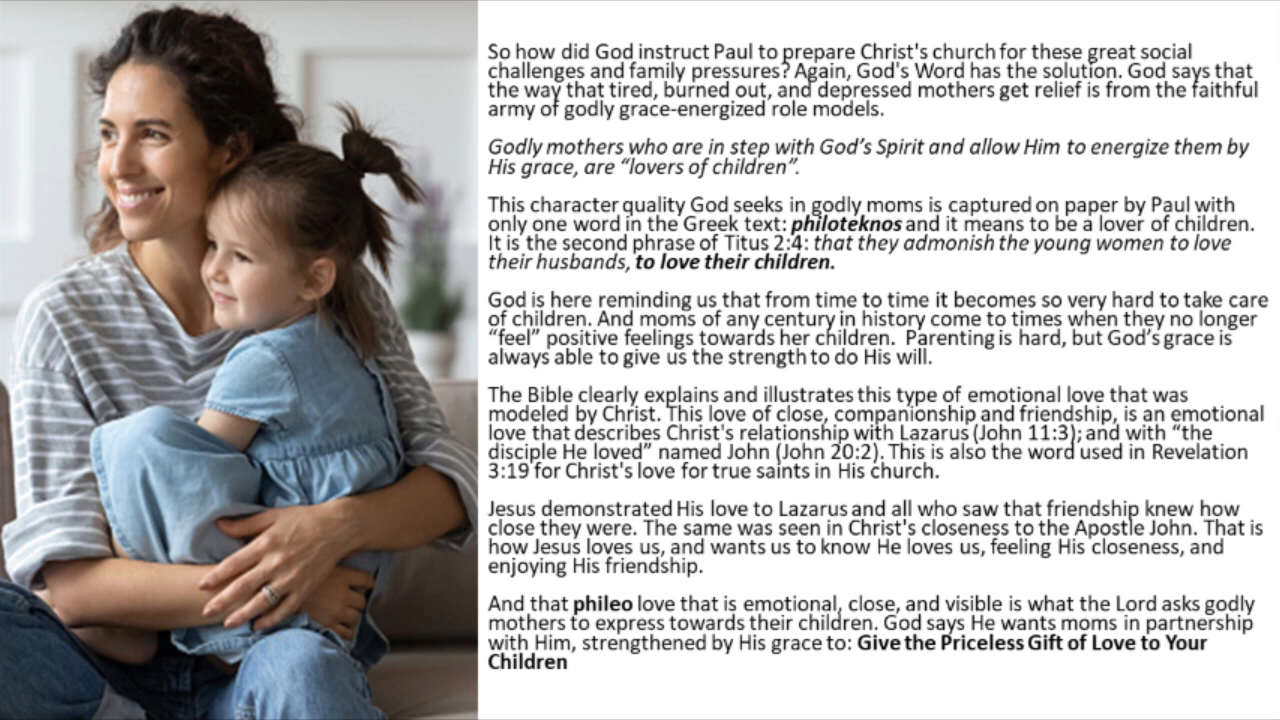 So how did God instruct Paul to prepare Christ's church for these great social
challenges and family pressures? Again, God's Word has the solution. God says that
the way that tired, burned out, and depressed mothers get relief is from the faithful
army of godly grace-energized role models.
Godly mothers who are in step with God’s Spirit and allow Him to energize them by
His grace, are “lovers of children”.
This character quality God seeks in godly moms is captured on paper by Paul with
only one word in the Greek text: philoteknos and it means to be a lover of children.
It is the second phrase of Titus 2:4: that they admonish the young women to love
their husbands, to love their children.
God is here reminding us that from time to time it becomes so very hard to take care
of children. And moms of any century in history come to times when they no longer
“feel” positive feelings towards her children. Parenting is hard, but God’s grace is
always able to give us the strength to do His will.
The Bible clearly explains and illustrates this type of emotional love that was
modeled by Christ. This love of close, companionship and friendship, is an emotional
love that describes Christ's relationship with Lazarus (John 11:3); and with “the
disciple He loved” named John (John 20:2). This is also the word used in Revelation
3:19 for Christ's love for true saints in His church.
Jesus demonstrated His love to Lazarus and all who saw that friendship knew how
close they were. The same was seen in Christ's closeness to the Apostle John. That is
how Jesus loves us, and wants us to know He loves us, feeling His closeness, and
enjoying His friendship.
And that phileo love that is emotional, close, and visible is what the Lord asks godly
mothers to express towards their children. God says He wants moms in partnership
with Him, strengthened by His grace to: Give the Priceless Gift of Love to Your
Children